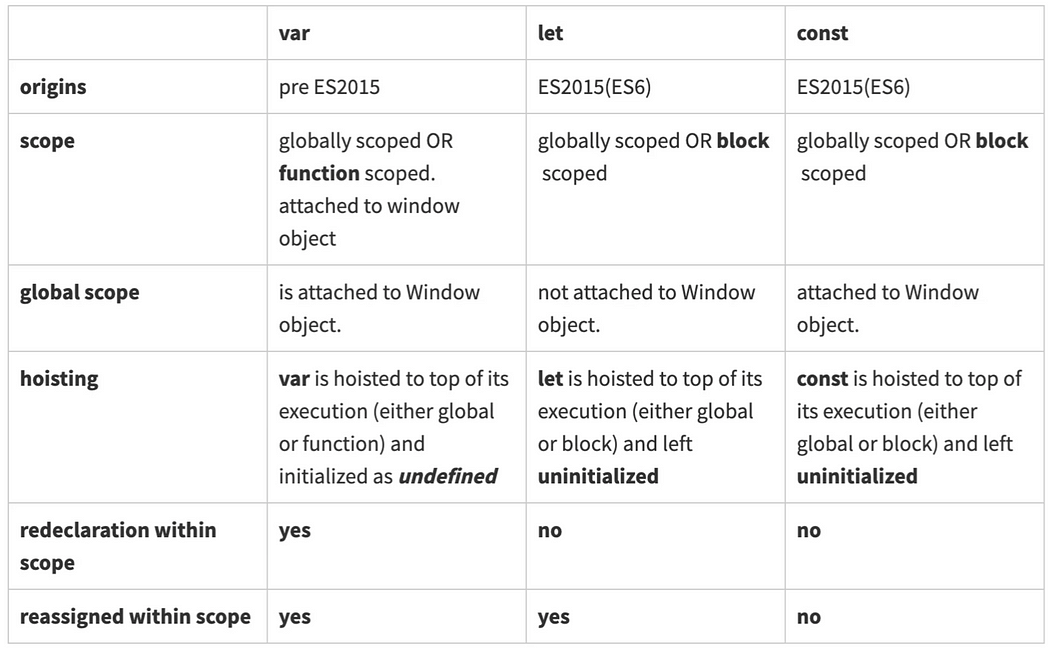 var let const
origins pre ES2015 ES2015(ES6) ES2015(ES6)
scope globally scoped OR globally scoped OR block globally scoped OR block
function scoped. scoped scoped
attached to window
object
global scope is attached to Window not attached to Window attached to Window
object. object. object.
hoisting var is hoisted to top of its let is hoisted to top of its const is hoisted to top of
execution (either global execution (either global its execution (either
or function) and or block) and left global or block) and left
initialized as undefined uninitialized uninitialized
redeclaration within yes no no
scope
reassigned within scope yes yes no